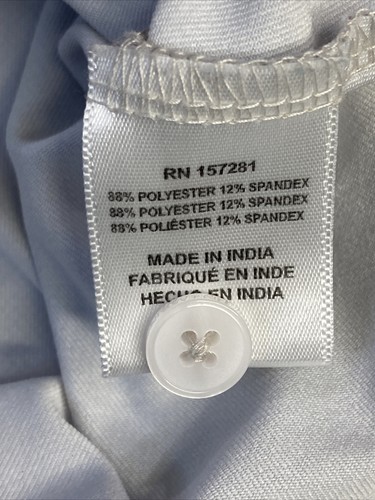 RN 157281
88% POLYESTER 12% SPANDEX
88% POLYESTER 12% SPANDEX
88% POLIÉSTER 12% SPANDEX
MADE IN INDIA
FABRIQUÉ EN INDE
HECHO EN INDIA